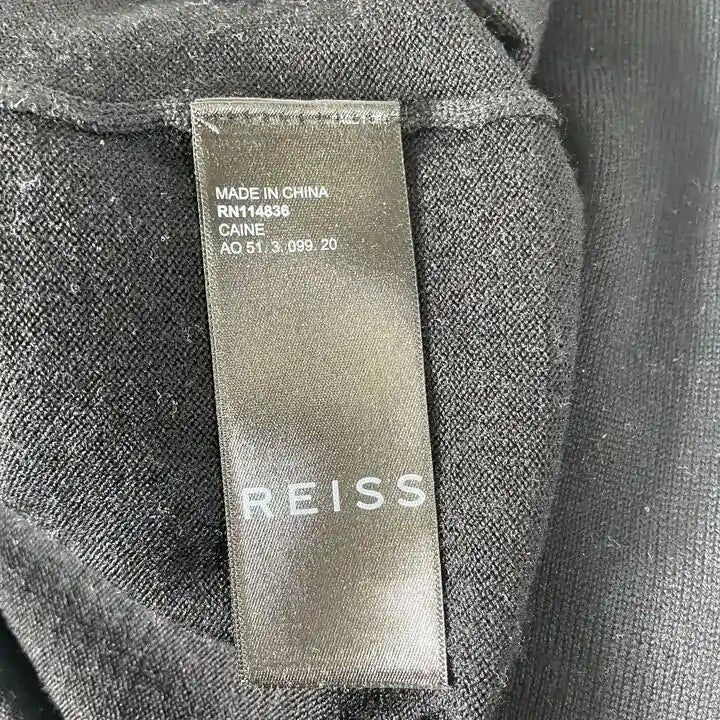 MADE IN CHINA
RN114836
CAINE
AO 51. 3. 099. 20
REISS